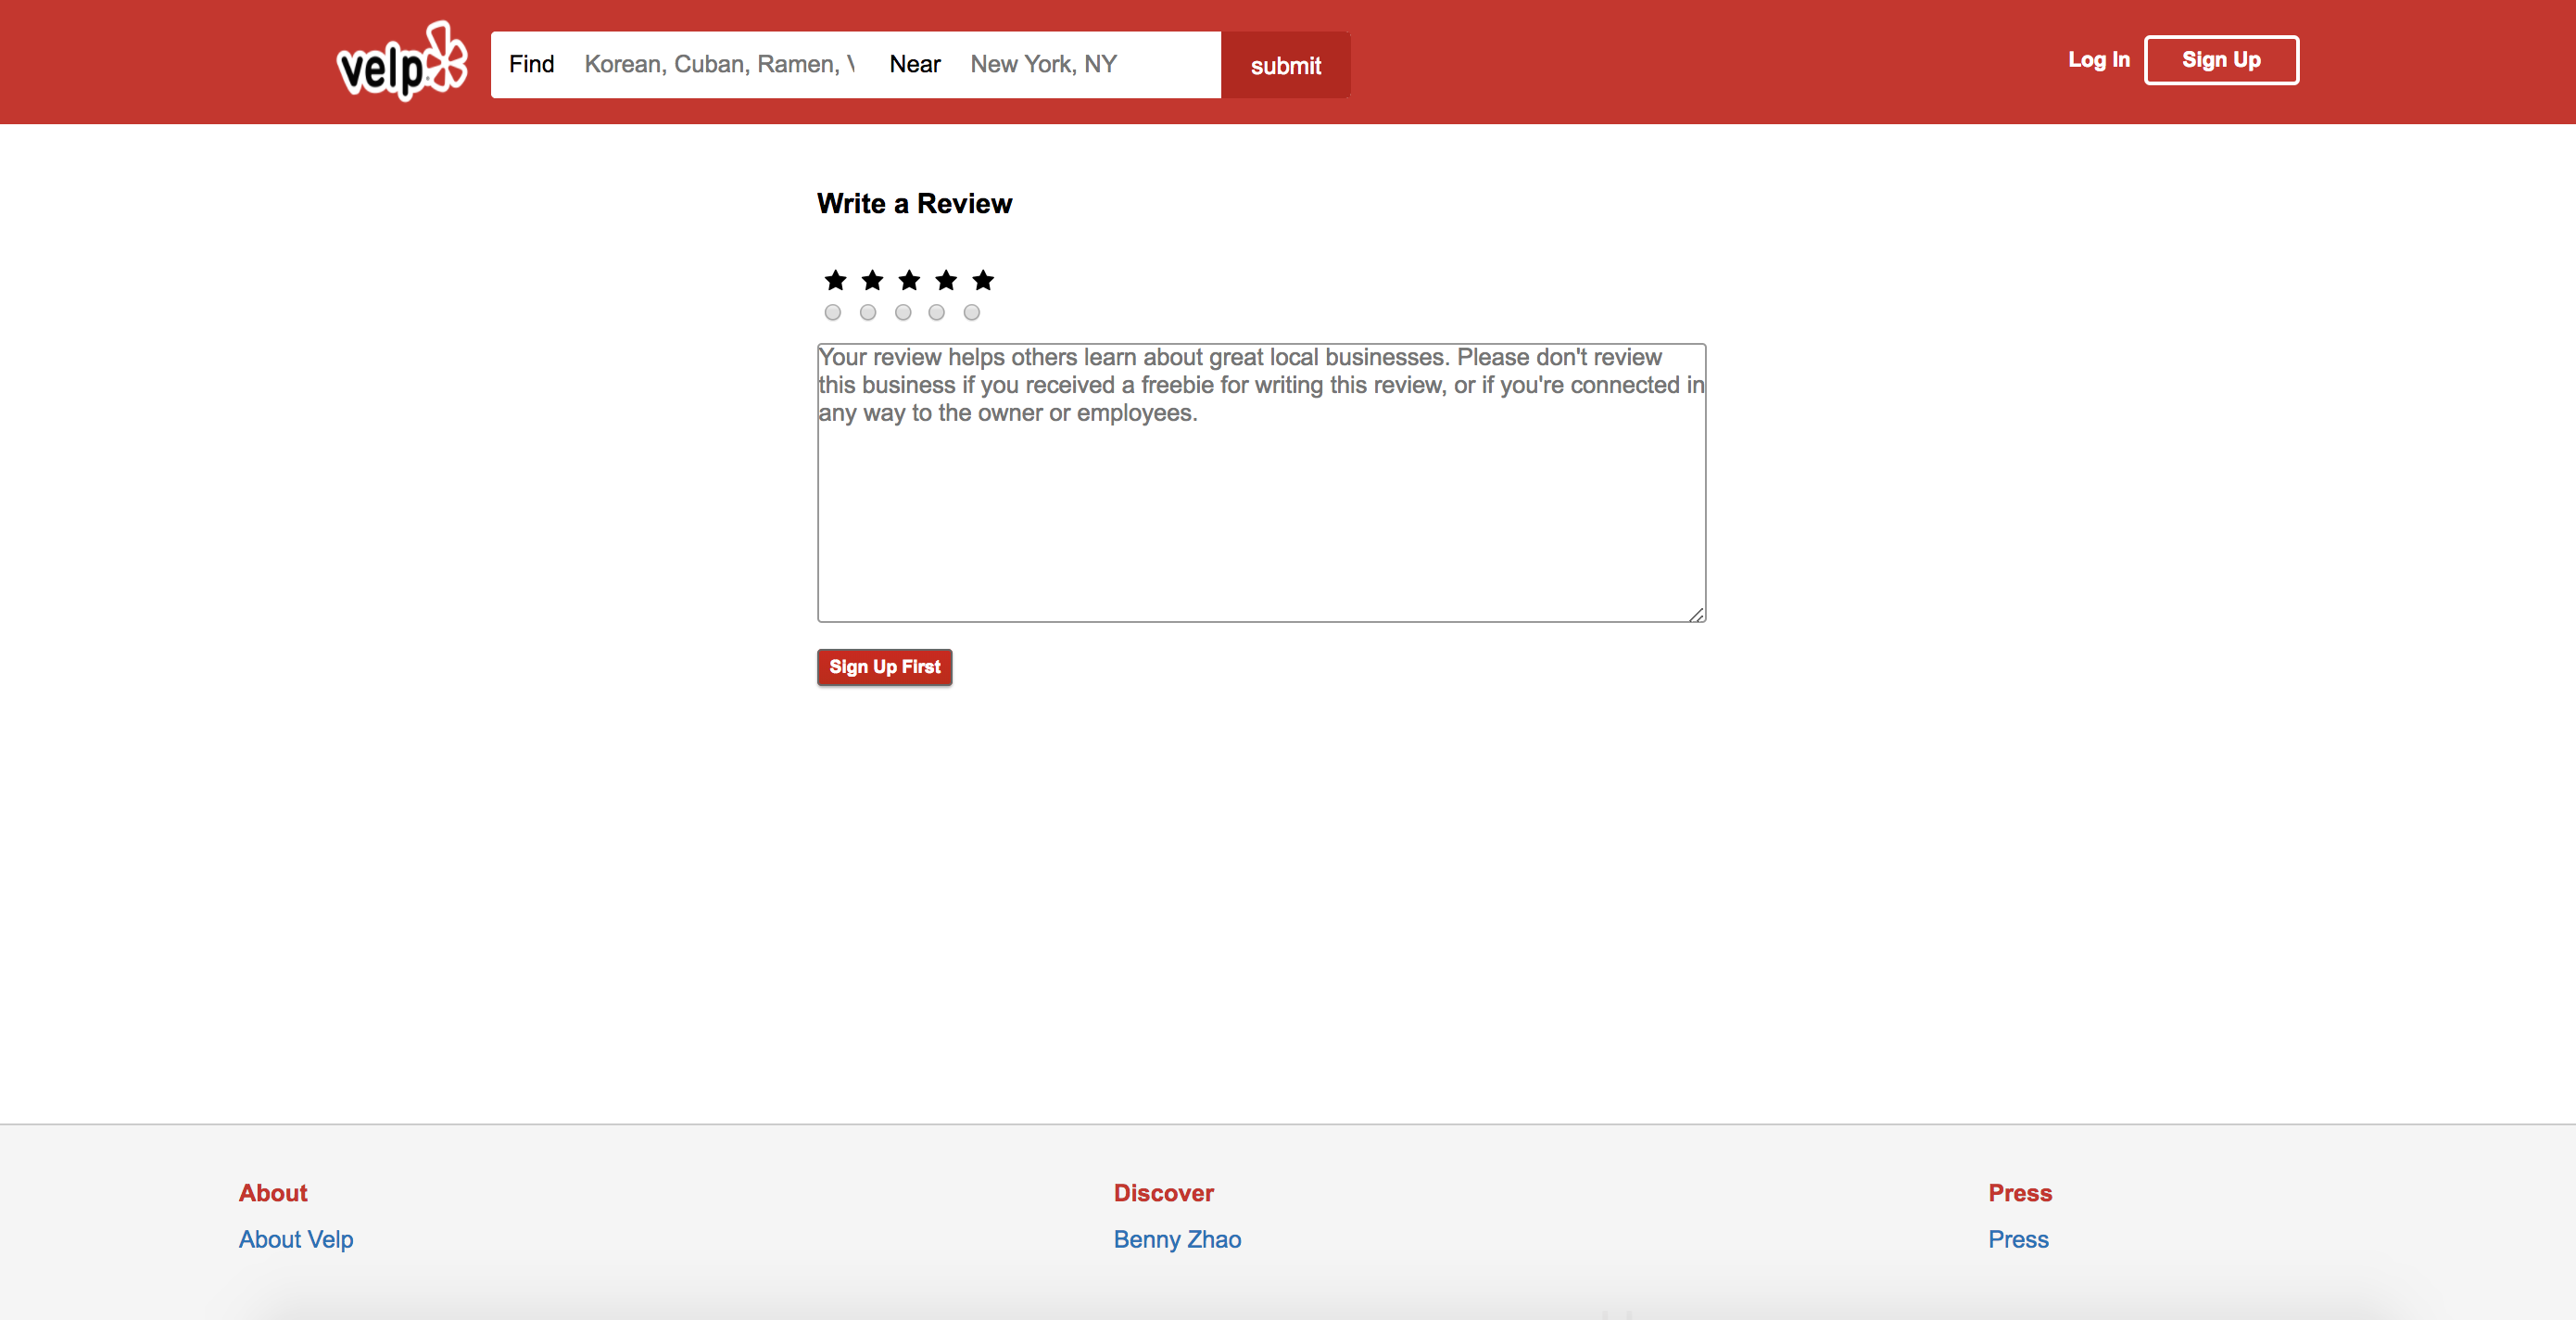 velp
Find Korean, Cuban, Ramen, Near New York, NY submit
Log In Sign Up
Write a Review
Your review helps others learn about great local businesses. Please don't review
this business if you received a freebie for writing this review, or if you're connected in
any way to the owner or employees.
Sign Up First
About Discover Press
About Velp Benny Zhao Press